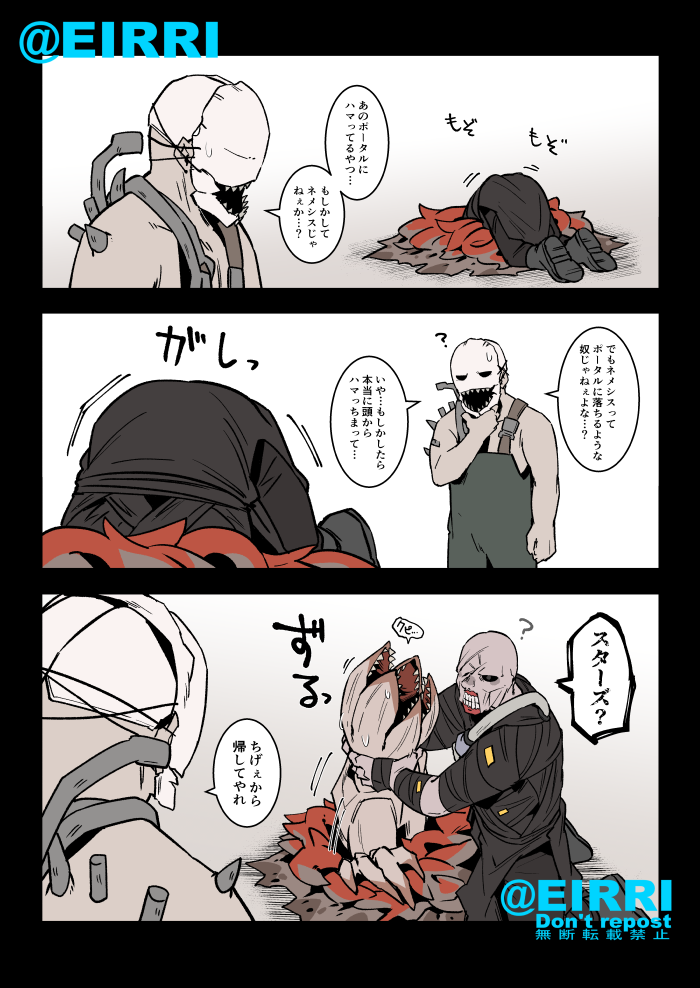 @EIRRI
もぞ
もぞ
あのポータルに
ハマってるやつ…
もしかして
ネメシスじゃ
ねぇか…？
でもネメシスって
ポータルに落ちるような
奴じゃねぇよな…？
？
いや…もしかしたら
本当に頭から
ハマっちまって…
がしっ
スターズ？
？
クピ…
ずるっ
ちげぇから
帰してやれ
@EIRRI
Don't repost
無断転載禁止